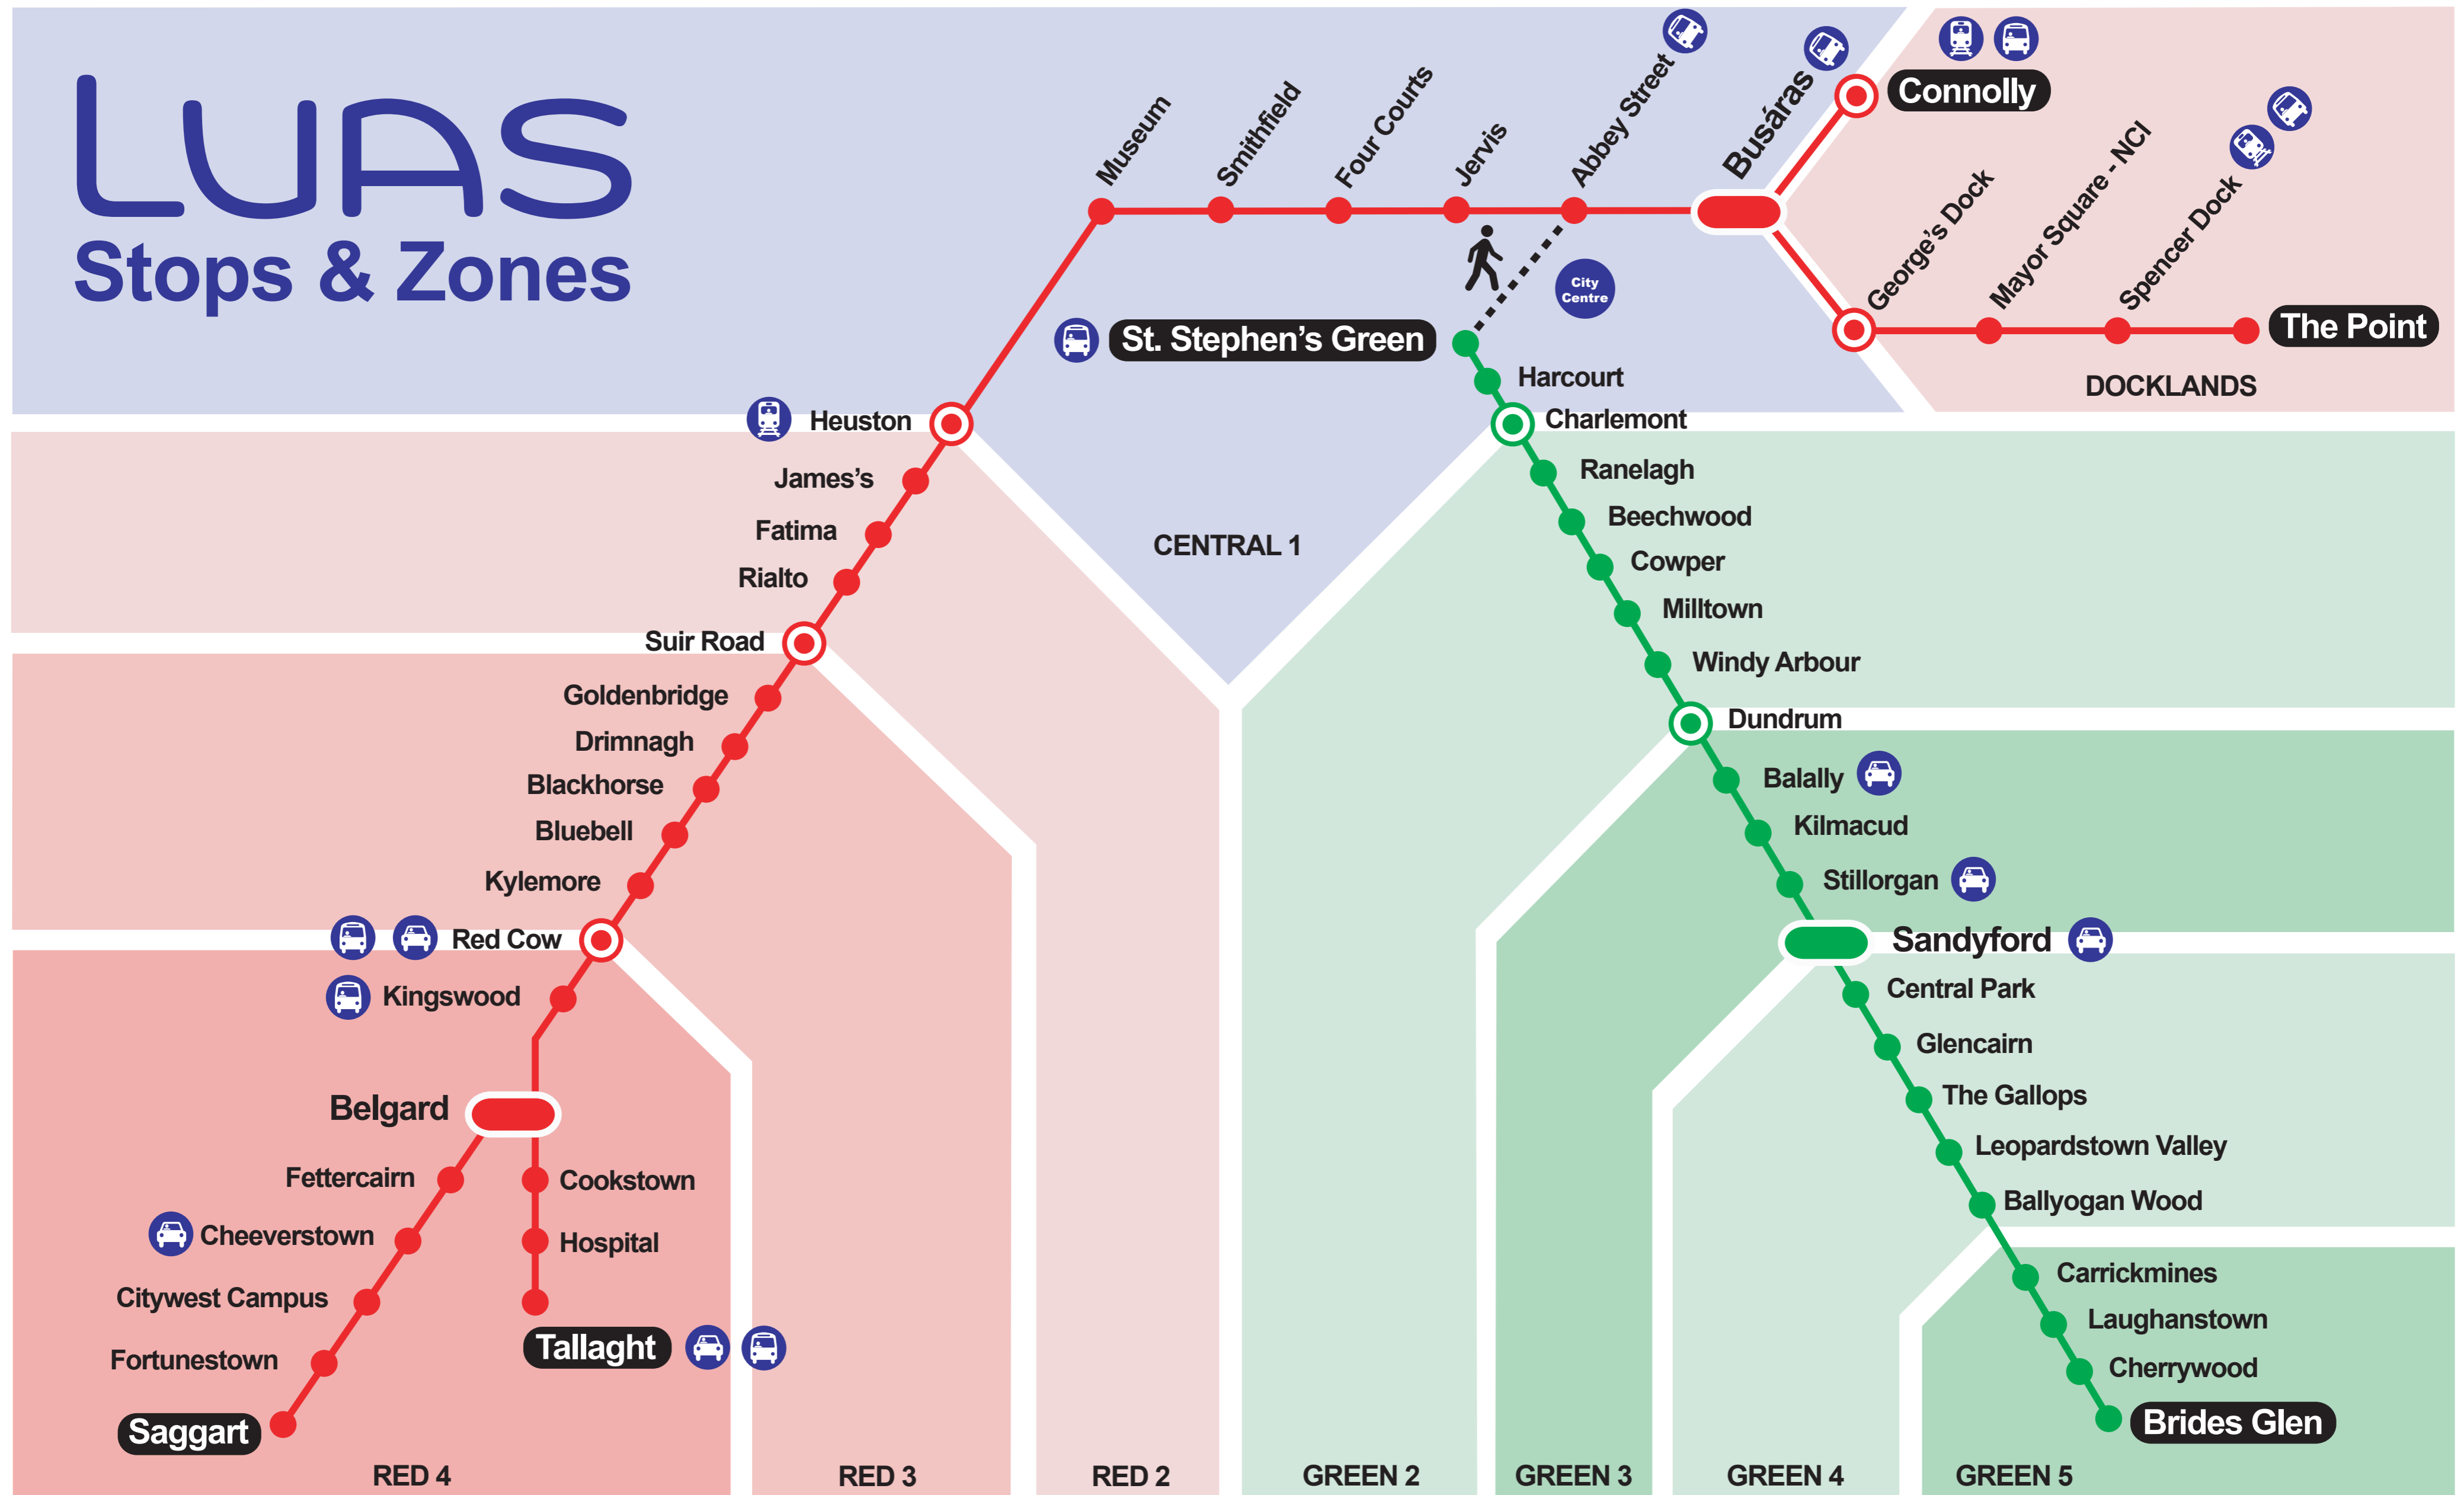 LUAS
Stops & Zones
Museum
Smithfield
Four Courts
Jervis
Abbey Street
Busáras
Connolly
George's Dock
Mayor Square - NCI
Spencer Dock
The Point
DOCKLANDS
City
Centre
St. Stephen's Green
Harcourt
Charlemont
Ranelagh
Beechwood
Cowper
Milltown
Windy Arbour
Dundrum
Balally
Kilmacud
Stillorgan
Sandyford
Central Park
Glencairn
The Gallops
Leopardstown Valley
Ballyogan Wood
Carrickmines
Laughanstown
Cherrywood
Brides Glen
CENTRAL 1
Heuston
James's
Fatima
Rialto
Suir Road
Goldenbridge
Drimnagh
Blackhorse
Bluebell
Kylemore
Red Cow
Kingswood
Belgard
Fettercairn
Cheeverstown
Citywest Campus
Fortunestown
Saggart
Cookstown
Hospital
Tallaght
RED 4
RED 3
RED 2
GREEN 2
GREEN 3
GREEN 4
GREEN 5